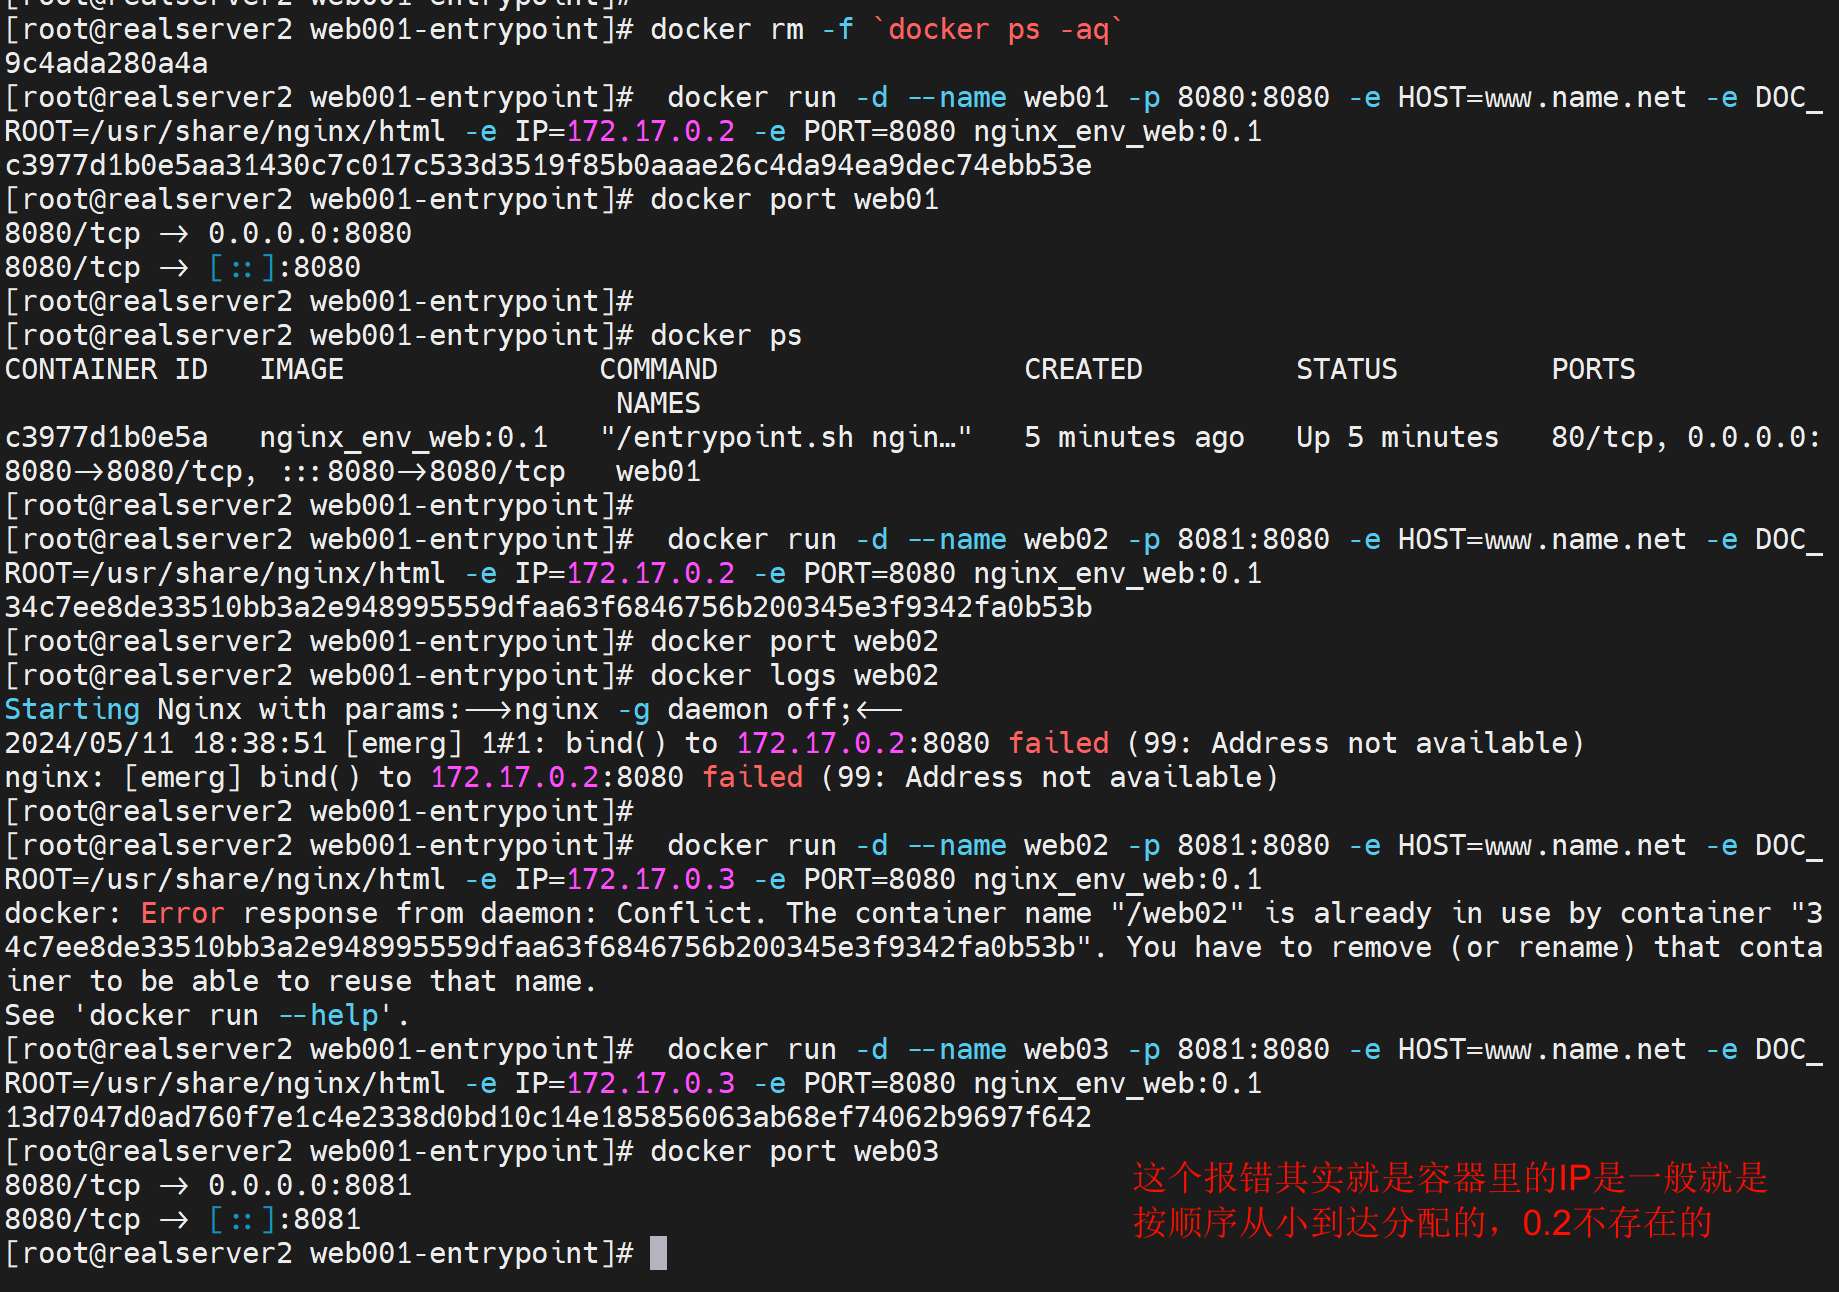 [root@realserver2 web001-entrypoint]#
[root@realserver2 web001-entrypoint]# docker rm -f `docker ps -aq`
9c4ada280a4a
[root@realserver2 web001-entrypoint]#  docker run -d --name web01 -p 8080:8080 -e HOST=www.name.net -e DOC_
ROOT=/usr/share/nginx/html -e IP=172.17.0.2 -e PORT=8080 nginx_env_web:0.1
c3977d1b0e5aa31430c7c017c533d3519f85b0aaae26c4da94ea9dec74ebb53e
[root@realserver2 web001-entrypoint]# docker port web01
8080/tcp -> 0.0.0.0:8080
8080/tcp -> [::]:8080
[root@realserver2 web001-entrypoint]#
[root@realserver2 web001-entrypoint]# docker ps
CONTAINER ID   IMAGE               COMMAND                  CREATED         STATUS         PORTS
NAMES
c3977d1b0e5a   nginx_env_web:0.1   "/entrypoint.sh ngin…"   5 minutes ago   Up 5 minutes   80/tcp, 0.0.0.0:
8080->8080/tcp, :::8080->8080/tcp   web01
[root@realserver2 web001-entrypoint]#
[root@realserver2 web001-entrypoint]#  docker run -d --name web02 -p 8081:8080 -e HOST=www.name.net -e DOC_
ROOT=/usr/share/nginx/html -e IP=172.17.0.2 -e PORT=8080 nginx_env_web:0.1
34c7ee8de33510bb3a2e948995559dfaa63f6846756b200345e3f9342fa0b53b
[root@realserver2 web001-entrypoint]# docker port web02
[root@realserver2 web001-entrypoint]# docker logs web02
Starting Nginx with params:-->nginx -g daemon off;<--
2024/05/11 18:38:51 [emerg] 1#1: bind() to 172.17.0.2:8080 failed (99: Address not available)
nginx: [emerg] bind() to 172.17.0.2:8080 failed (99: Address not available)
[root@realserver2 web001-entrypoint]#
[root@realserver2 web001-entrypoint]#  docker run -d --name web02 -p 8081:8080 -e HOST=www.name.net -e DOC_
ROOT=/usr/share/nginx/html -e IP=172.17.0.3 -e PORT=8080 nginx_env_web:0.1
docker: Error response from daemon: Conflict. The container name "/web02" is already in use by container "3
4c7ee8de33510bb3a2e948995559dfaa63f6846756b200345e3f9342fa0b53b". You have to remove (or rename) that conta
iner to be able to reuse that name.
See 'docker run --help'.
[root@realserver2 web001-entrypoint]#  docker run -d --name web03 -p 8081:8080 -e HOST=www.name.net -e DOC_
ROOT=/usr/share/nginx/html -e IP=172.17.0.3 -e PORT=8080 nginx_env_web:0.1
13d7047d0ad760f7e1c4e2338d0bd10c14e185856063ab68ef74062b9697f642
[root@realserver2 web001-entrypoint]# docker port web03
8080/tcp -> 0.0.0.0:8081
8080/tcp -> [::]:8081
[root@realserver2 web001-entrypoint]#
这个报错其实就是容器里的IP是一般就是
按顺序从小到达分配的，0.2不存在的